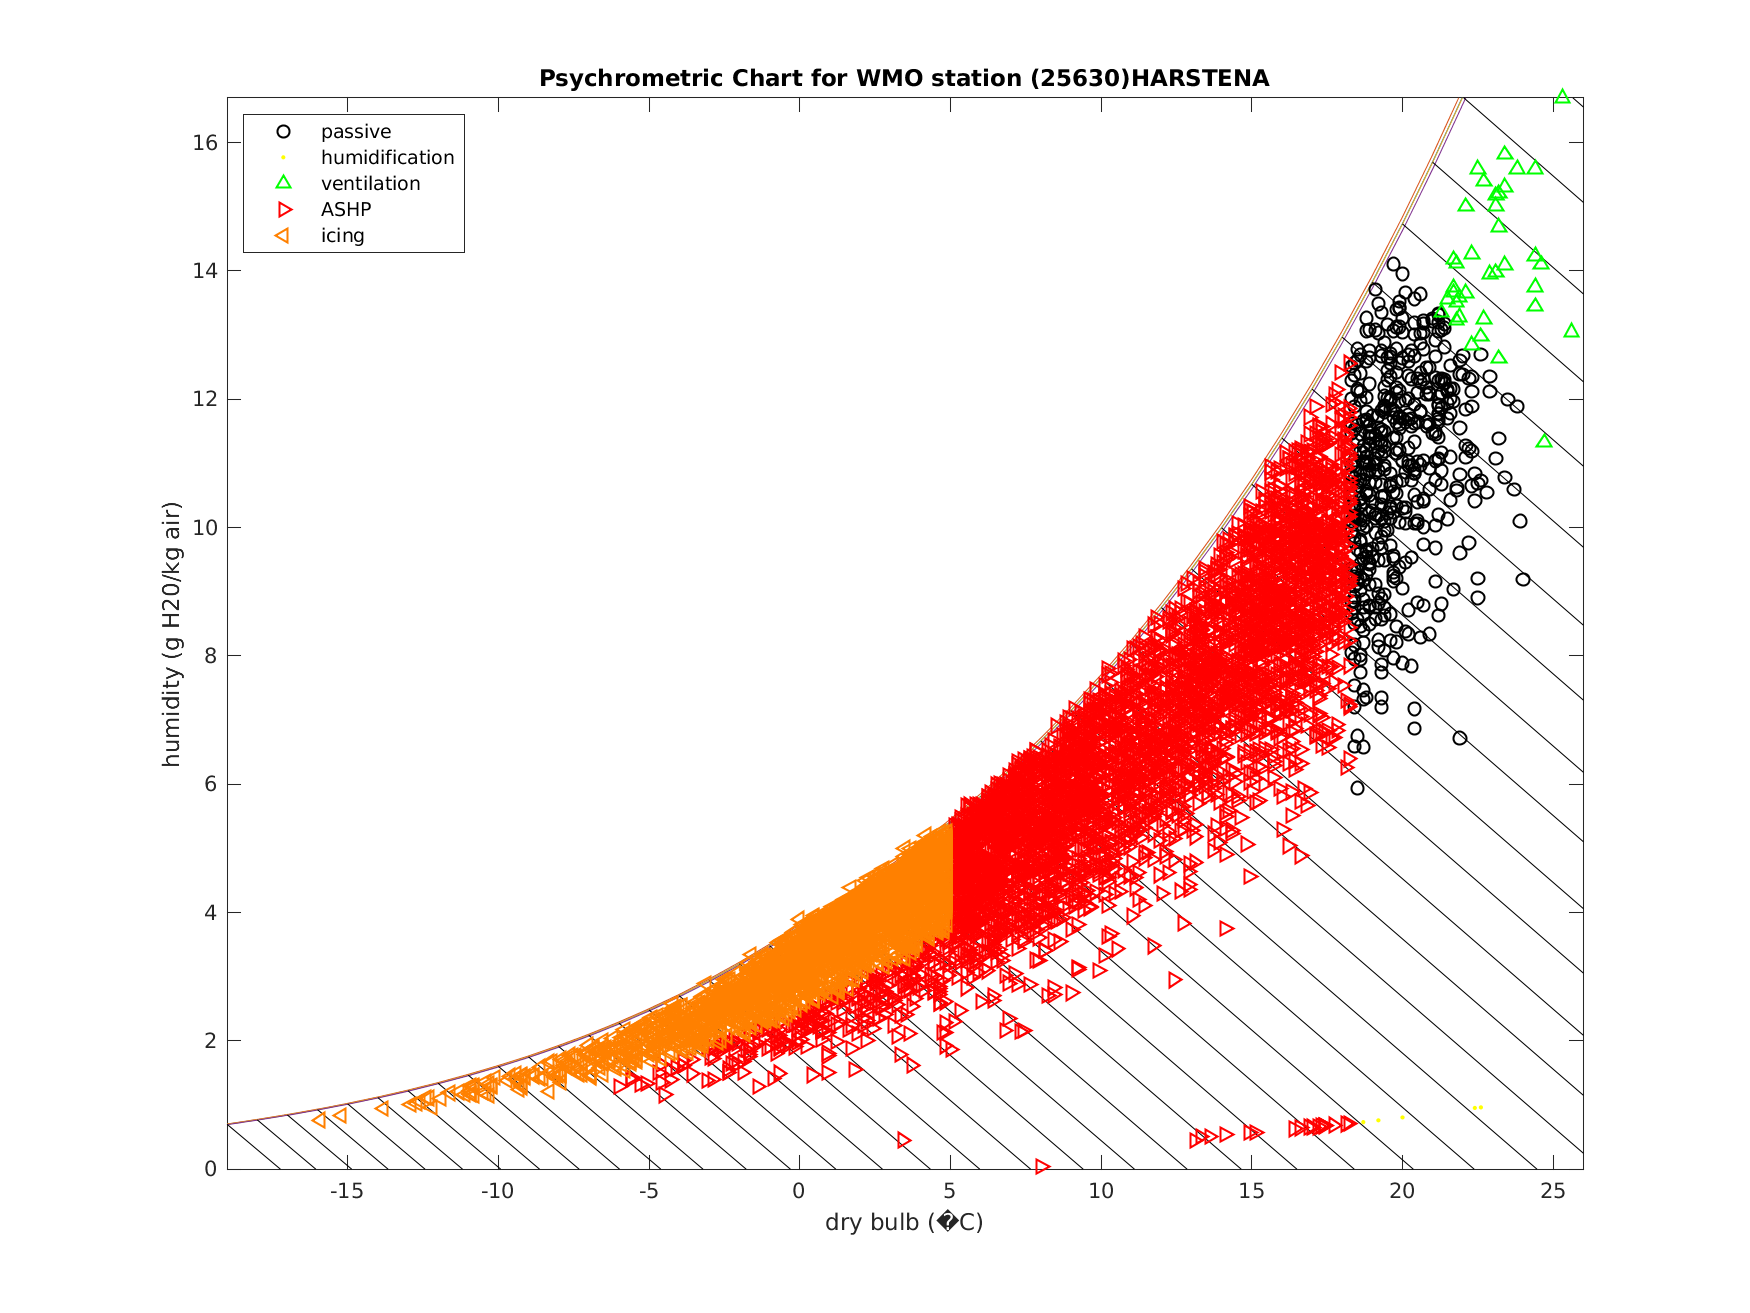 Psychrometric Chart for WMO station (25630)HARSTENA
passive
humidification
ventilation
ASHP
icing
humidity (g H20/kg air)
16
14
12
10
8
6
4
2
0
-15 -10 -5 0 5 10 15 20 25
dry bulb (�C)